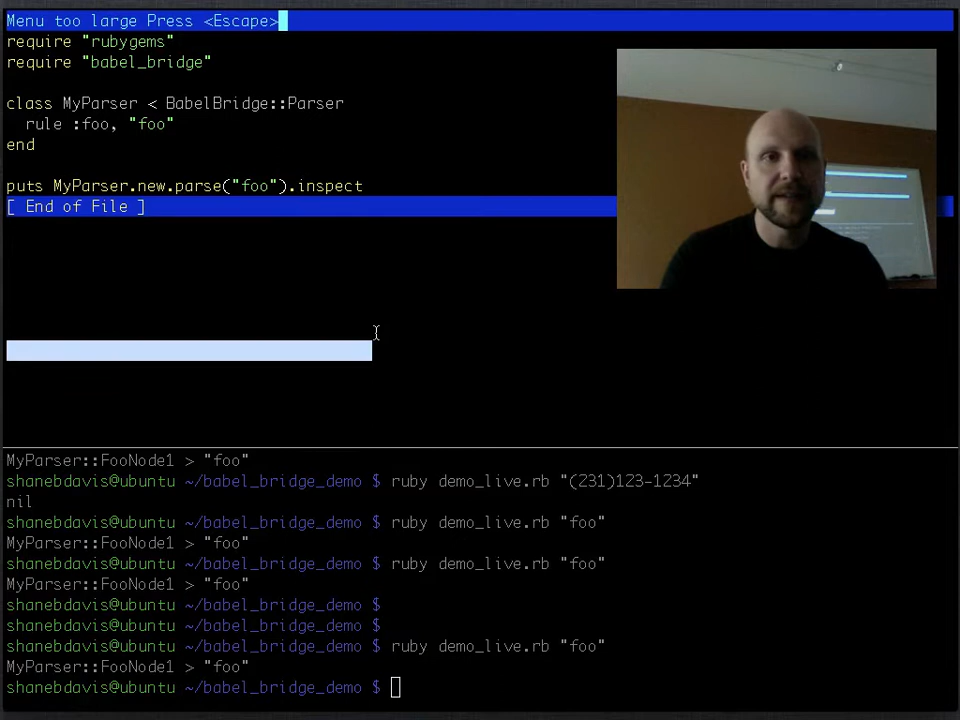 Menu too large Press <Escape>
require "rubygems"
require "babel_bridge"
class MyParser < BabelBridge::Parser
rule :foo, "foo"
end
puts MyParser.new.parse("foo").inspect
[ End of File ]
MyParser::FooNode1 > "foo"
shanebdavis@ubuntu ~/babel_bridge_demo $ ruby demo_live.rb "(231)123-1234"
nil
shanebdavis@ubuntu ~/babel_bridge_demo $ ruby demo_live.rb "foo"
MyParser::FooNode1 > "foo"
shanebdavis@ubuntu ~/babel_bridge_demo $ ruby demo_live.rb "foo"
MyParser::FooNode1 > "foo"
shanebdavis@ubuntu ~/babel_bridge_demo $
shanebdavis@ubuntu ~/babel_bridge_demo $
shanebdavis@ubuntu ~/babel_bridge_demo $ ruby demo_live.rb "foo"
MyParser::FooNode1 > "foo"
shanebdavis@ubuntu ~/babel_bridge_demo $